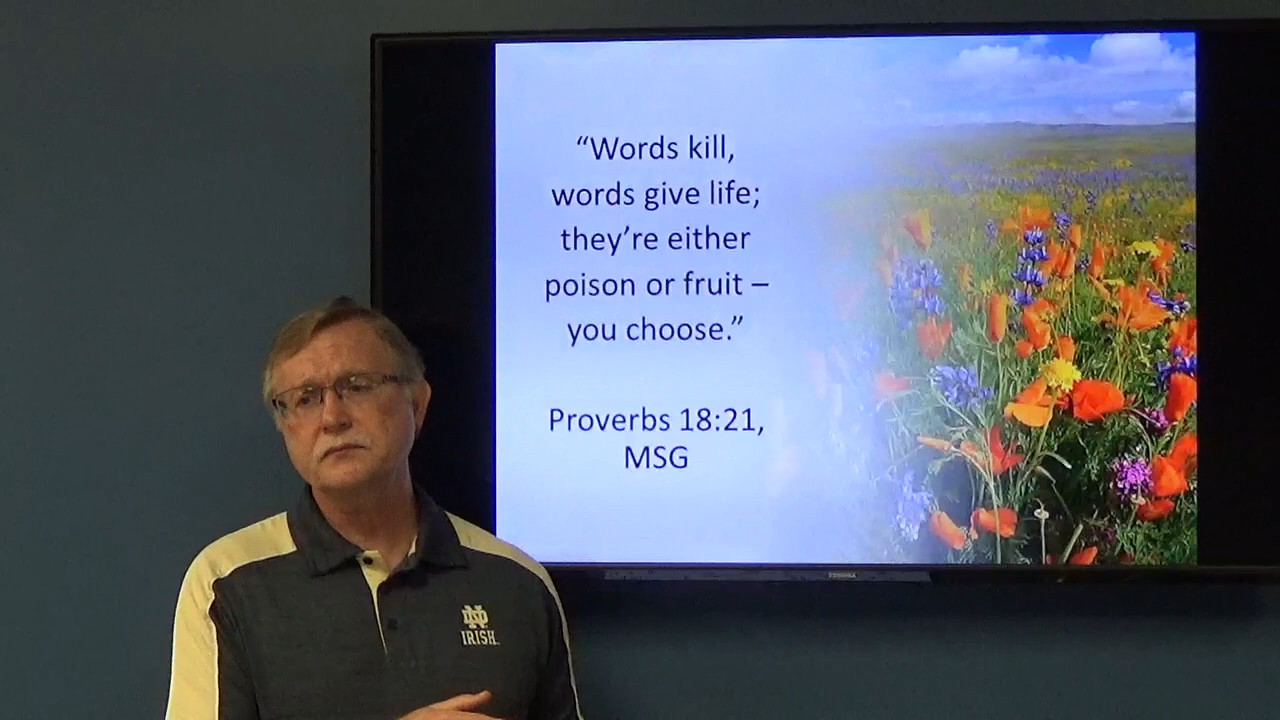 “Words kill,
words give life;
they’re either
poison or fruit –
you choose.”
Proverbs 18:21,
MSG
TOSHIBA
ND
IRISH